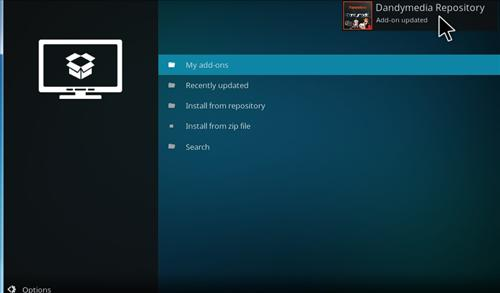 Dandymedia Repository
Add-on updated
My add-ons
Recently updated
Install from repository
Install from zip file
Search
Options